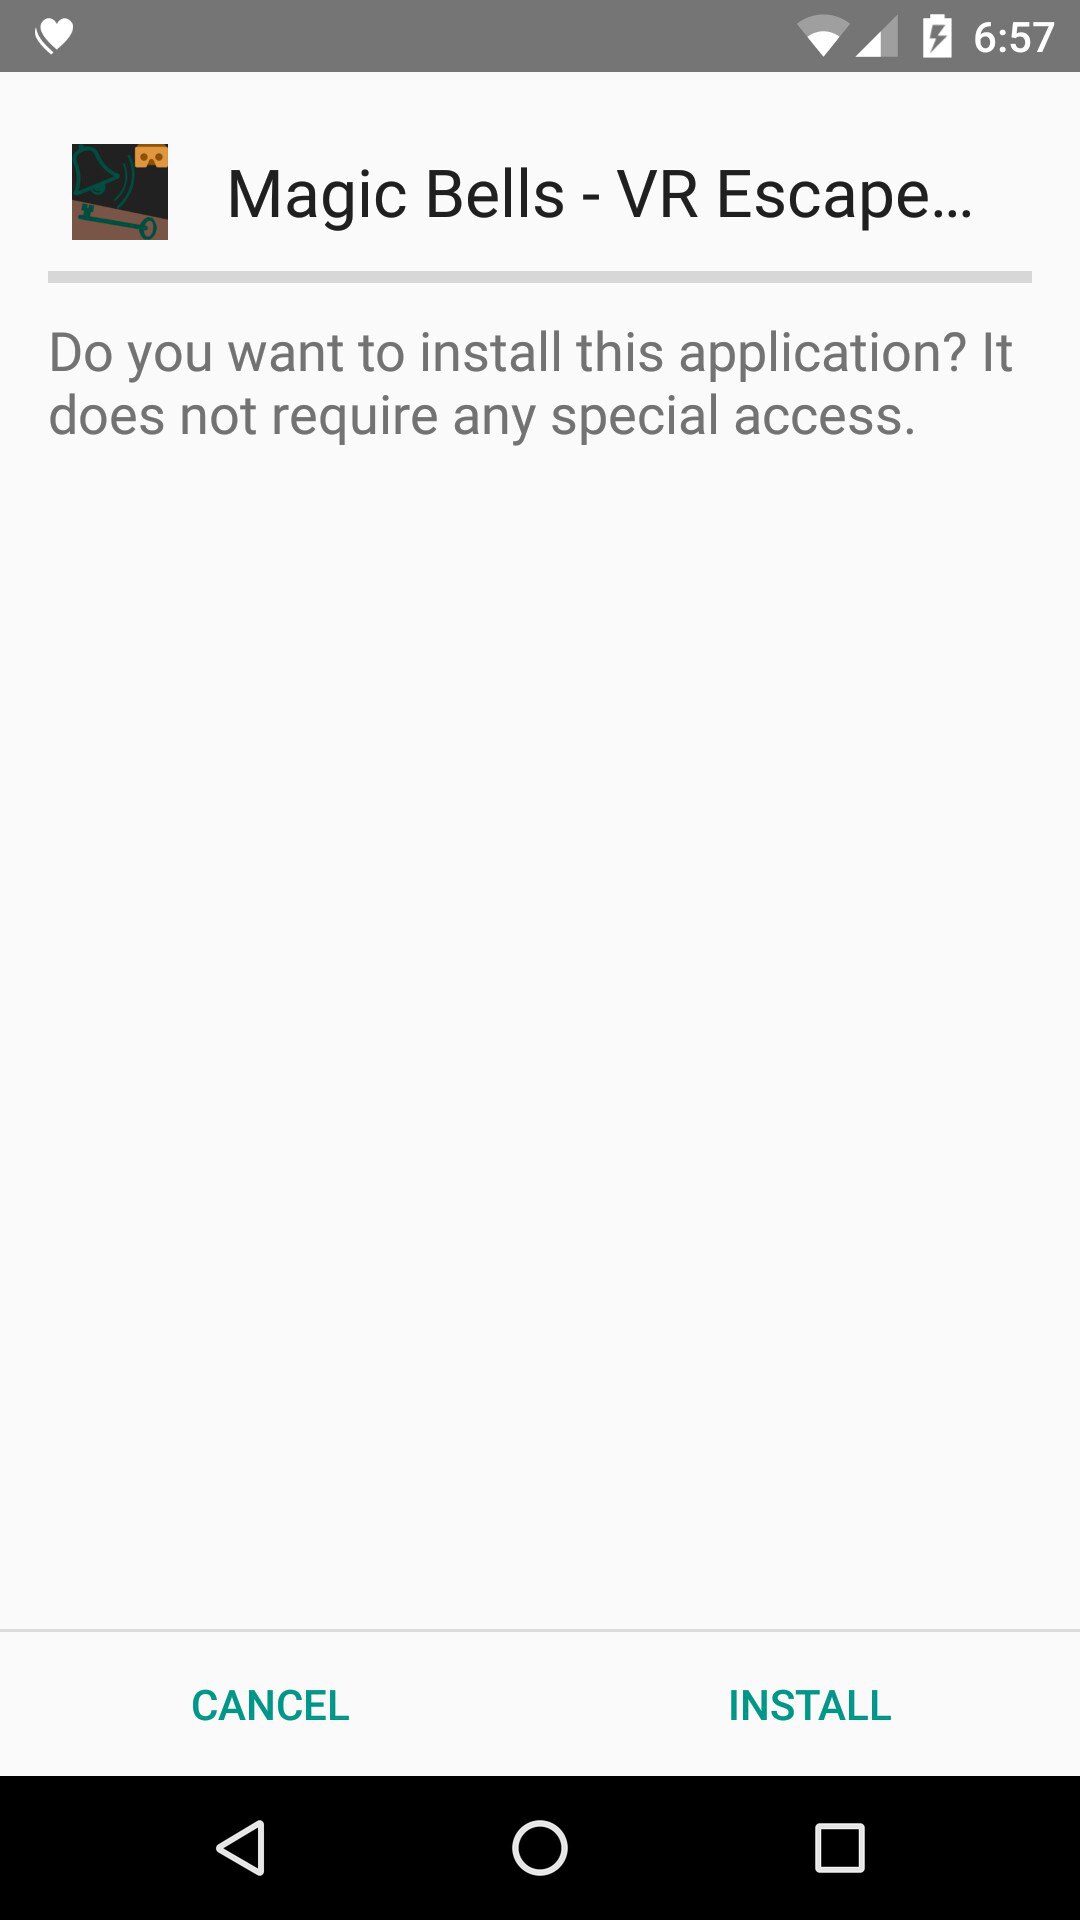 6:57
Magic Bells - VR Escape…
Do you want to install this application? It
does not require any special access.
CANCEL
INSTALL